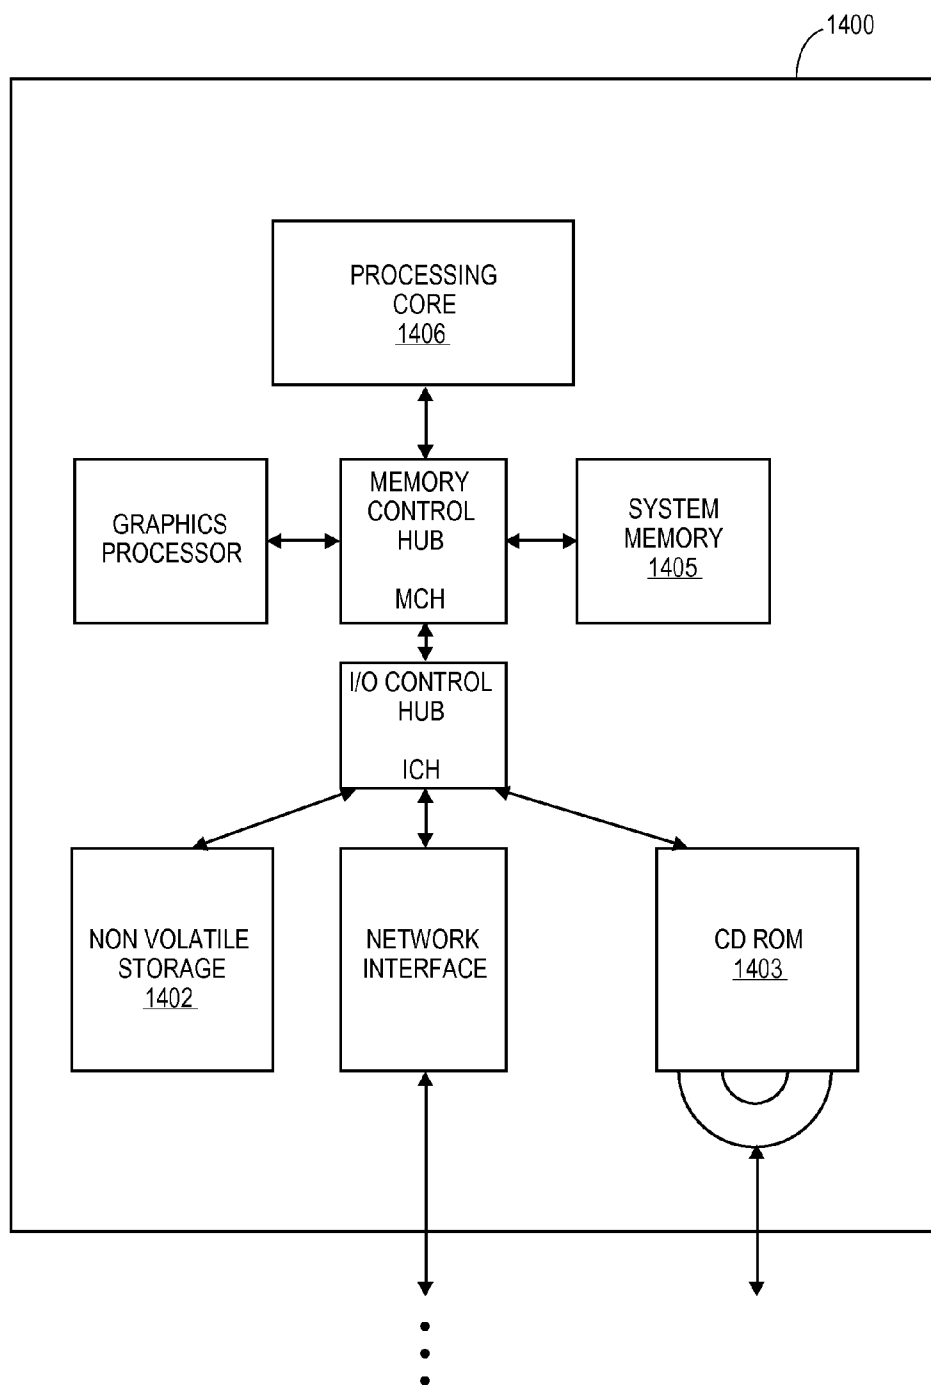 1400
PROCESSING
CORE
1406
GRAPHICS
PROCESSOR
MEMORY
CONTROL
HUB
MCH
SYSTEM
MEMORY
1405
I/O CONTROL
HUB
ICH
NON VOLATILE
STORAGE
1402
NETWORK
INTERFACE
CD ROM
1403